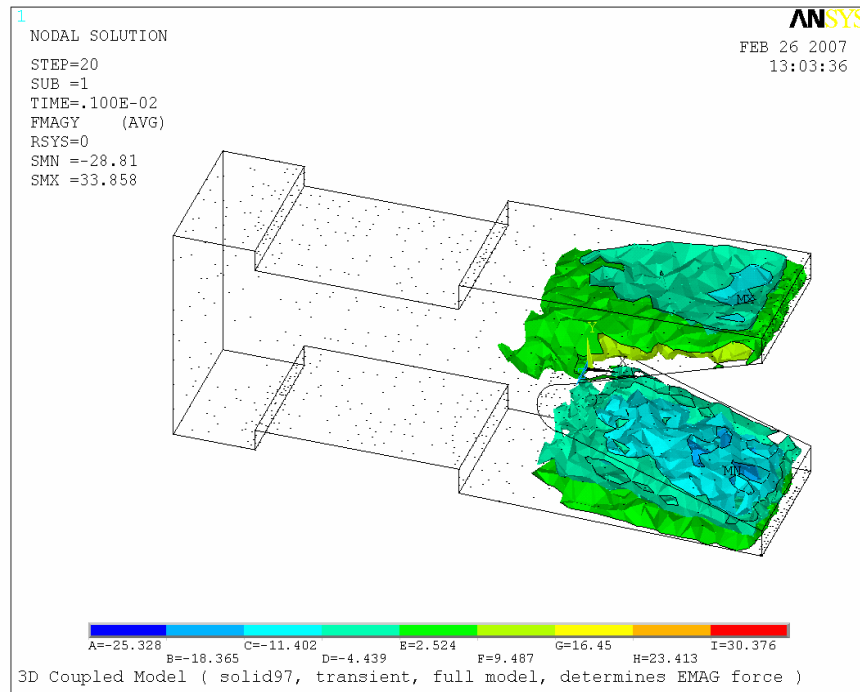 1
ANSYS
NODAL SOLUTION
FEB 26 2007
13:03:36
STEP=20
SUB =1
TIME=.100E-02
FMAGY (AVG)
RSYS=0
SMN =-28.81
SMX =33.858
MX
Y
X
MN
A=-25.328
B=-18.365
C=-11.402
D=-4.439
E=2.524
F=9.487
G=16.45
H=23.413
I=30.376
3D Coupled Model ( solid97, transient, full model, determines EMAG force )